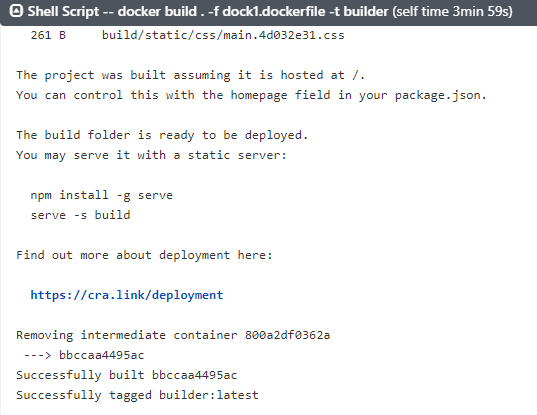 Shell Script -- docker build . -f dock1.dockerfile -t builder (self time 3min 59s)
261 B build/static/css/main.4d032e31.css
The project was built assuming it is hosted at /.
You can control this with the homepage field in your package.json.
The build folder is ready to be deployed.
You may serve it with a static server:
npm install -g serve
serve -s build
Find out more about deployment here:
https://cra.link/deployment
Removing intermediate container 800a2df0362a
---> bbccaa4495ac
Successfully built bbccaa4495ac
Successfully tagged builder:latest